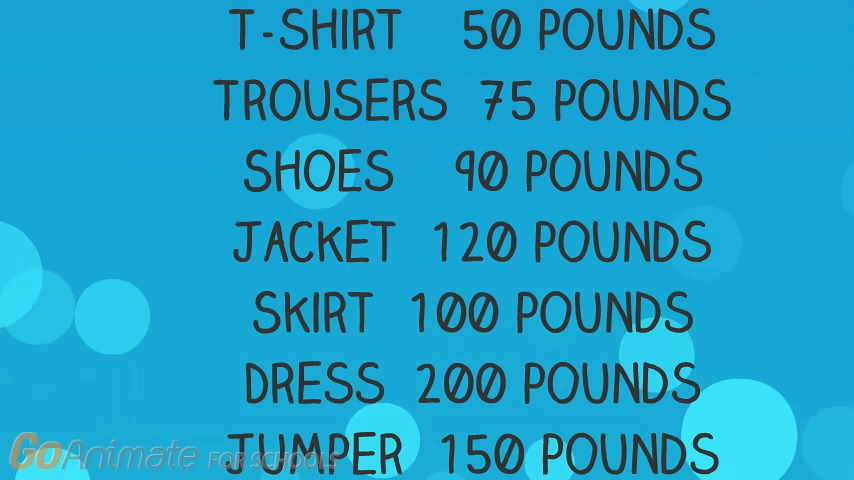 T-SHIRT 50 POUNDS
TROUSERS 75 POUNDS
SHOES 90 POUNDS
JACKET 120 POUNDS
SKIRT 100 POUNDS
DRESS 200 POUNDS
JUMPER 150 POUNDS
GoAnimate FOR SCHOOLS